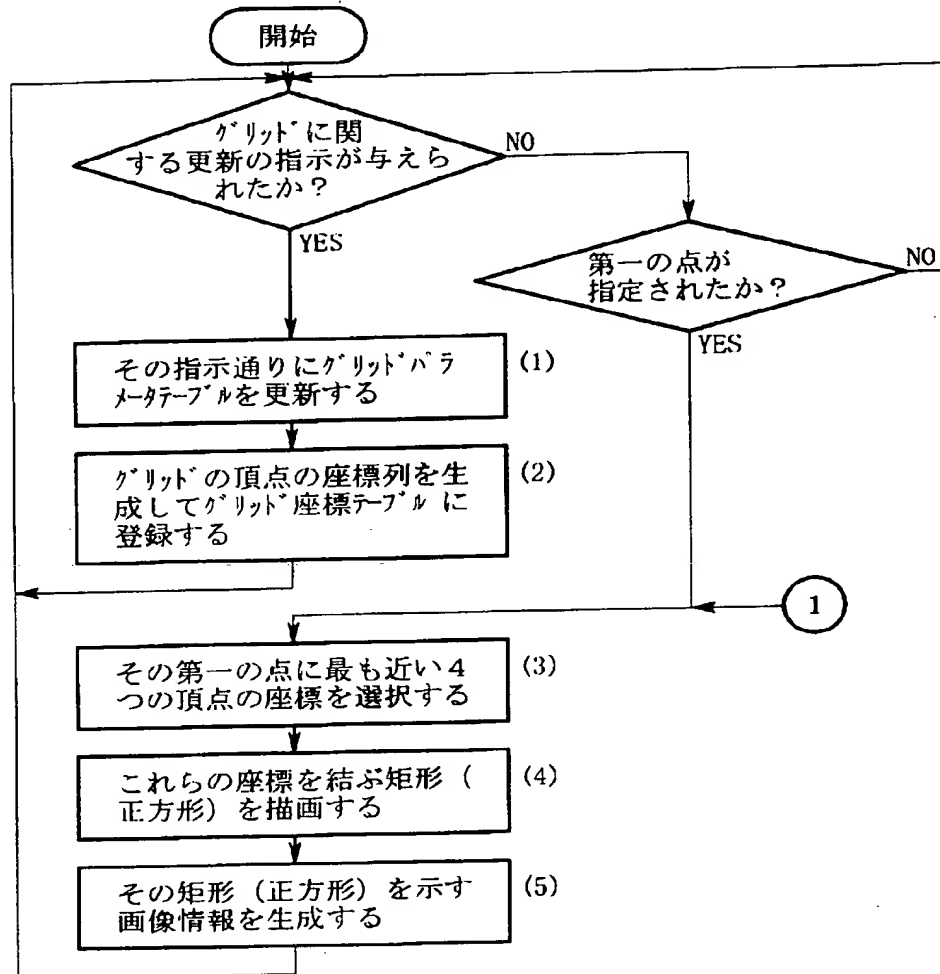 開始
グリッドに関
する更新の指示が与えら
れたか？
NO
YES
第一の点が
指定されたか？
NO
YES
その指示通りにグリッドパラ
メータテーブルを更新する
(1)
グリッドの頂点の座標列を生
成してグリッド座標テーブルに
登録する
(2)
1
その第一の点に最も近い４
つの頂点の座標を選択する
(3)
これらの座標を結ぶ矩形（
正方形）を描画する
(4)
その矩形（正方形）を示す
画像情報を生成する
(5)